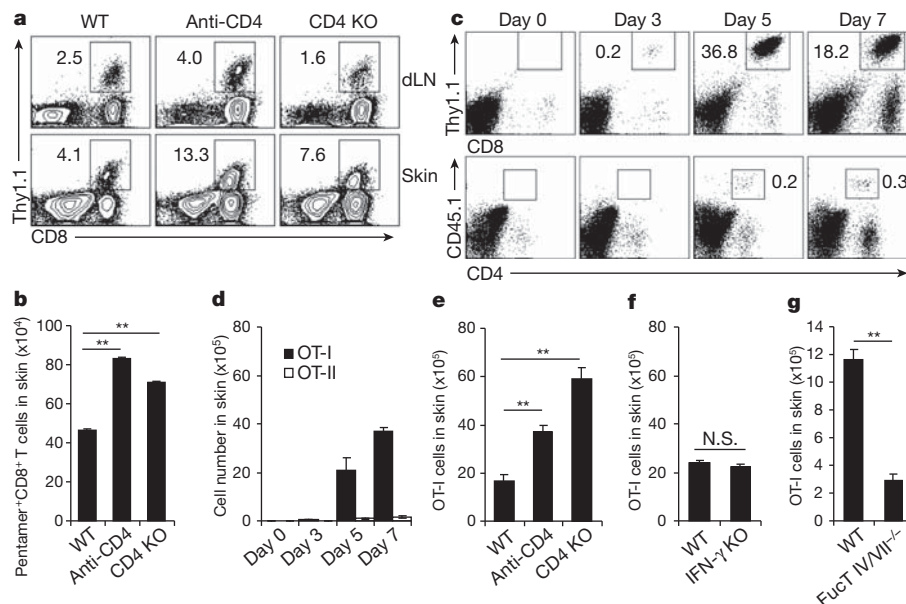 a
WT
Anti-CD4
CD4 KO
2.5
4.0
1.6
dLN
4.1
13.3
7.6
Skin
Thy1.1
CD8
c
Day 0
Day 3
Day 5
Day 7
0.2
36.8
18.2
Thy1.1
CD8
0.2
0.3
CD45.1
CD4
b
Pentamer⁺CD8⁺ T cells in skin (x10⁴)
100
80
60
40
20
0
**
**
WT
Anti-CD4
CD4 KO
d
Cell number in skin (x10⁵)
80
60
40
20
0
OT-I
OT-II
Day 0
Day 3
Day 5
Day 7
e
OT-I cells in skin (x10⁵)
80
60
40
20
0
**
**
WT
Anti-CD4
CD4 KO
f
OT-I cells in skin (x10⁵)
80
60
40
20
0
N.S.
WT
IFN-γ KO
g
OT-I cells in skin (x10⁵)
14
12
10
8
6
4
2
0
**
WT
FucT IV/VII⁻/⁻